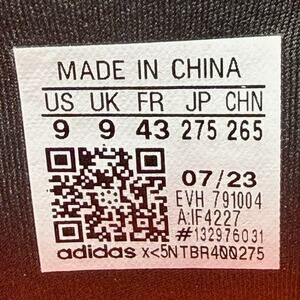 MADE IN CHINA
US UK FR JP CHN
9 9 43 275 265
07/23
EVH 791004
A:IF4227
#132976031
adidas x<5NTBR400275